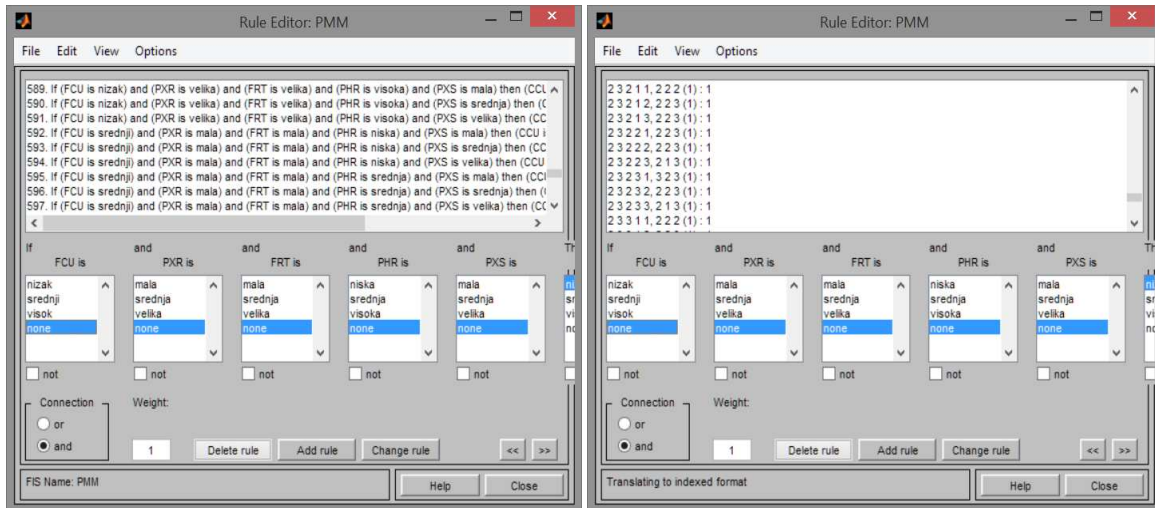 Rule Editor: PMM
File Edit View Options
589. If (FCU is nizak) and (PXR is velika) and (FRT is velika) and (PHR is visoka) and (PXS is mala) then (CCL
590. If (FCU is nizak) and (PXR is velika) and (FRT is velika) and (PHR is visoka) and (PXS is srednja) then (C
591. If (FCU is nizak) and (PXR is velika) and (FRT is velika) and (PHR is visoka) and (PXS is velika) then (CC
592. If (FCU is srednji) and (PXR is mala) and (FRT is mala) and (PHR is niska) and (PXS is mala) then (CCU i
593. If (FCU is srednji) and (PXR is mala) and (FRT is mala) and (PHR is niska) and (PXS is srednja) then (CC
594. If (FCU is srednji) and (PXR is mala) and (FRT is mala) and (PHR is niska) and (PXS is velika) then (CCU
595. If (FCU is srednji) and (PXR is mala) and (FRT is mala) and (PHR is srednja) and (PXS is mala) then (CCI
596. If (FCU is srednji) and (PXR is mala) and (FRT is mala) and (PHR is srednja) and (PXS is srednja) then (
597. If (FCU is srednji) and (PXR is mala) and (FRT is mala) and (PHR is srednja) and (PXS is velika) then (CC
If and and and and Th
FCU is PXR is FRT is PHR is PXS is
nizak mala mala niska mala ni
srednji srednja srednja srednja srednja sr
visok velika velika visoka velika vi
none none none none none no
not not not not not
Connection Weight:
or
and 1 Delete rule Add rule Change rule << >>
FIS Name: PMM Help Close
Rule Editor: PMM
File Edit View Options
2 3 2 1 1, 2 2 2 (1) : 1
2 3 2 1 2, 2 2 3 (1) : 1
2 3 2 1 3, 2 2 3 (1) : 1
2 3 2 2 1, 2 2 3 (1) : 1
2 3 2 2 2, 2 2 3 (1) : 1
2 3 2 2 3, 2 1 3 (1) : 1
2 3 2 3 1, 3 2 3 (1) : 1
2 3 2 3 2, 2 2 3 (1) : 1
2 3 2 3 3, 2 1 3 (1) : 1
2 3 3 1 1, 2 2 2 (1) : 1
If and and and and Th
FCU is PXR is FRT is PHR is PXS is
nizak mala mala niska mala ni
srednji srednja srednja srednja srednja sr
visok velika velika visoka velika vi
none none none none none no
not not not not not
Connection Weight:
or
and 1 Delete rule Add rule Change rule << >>
Translating to indexed format Help Close